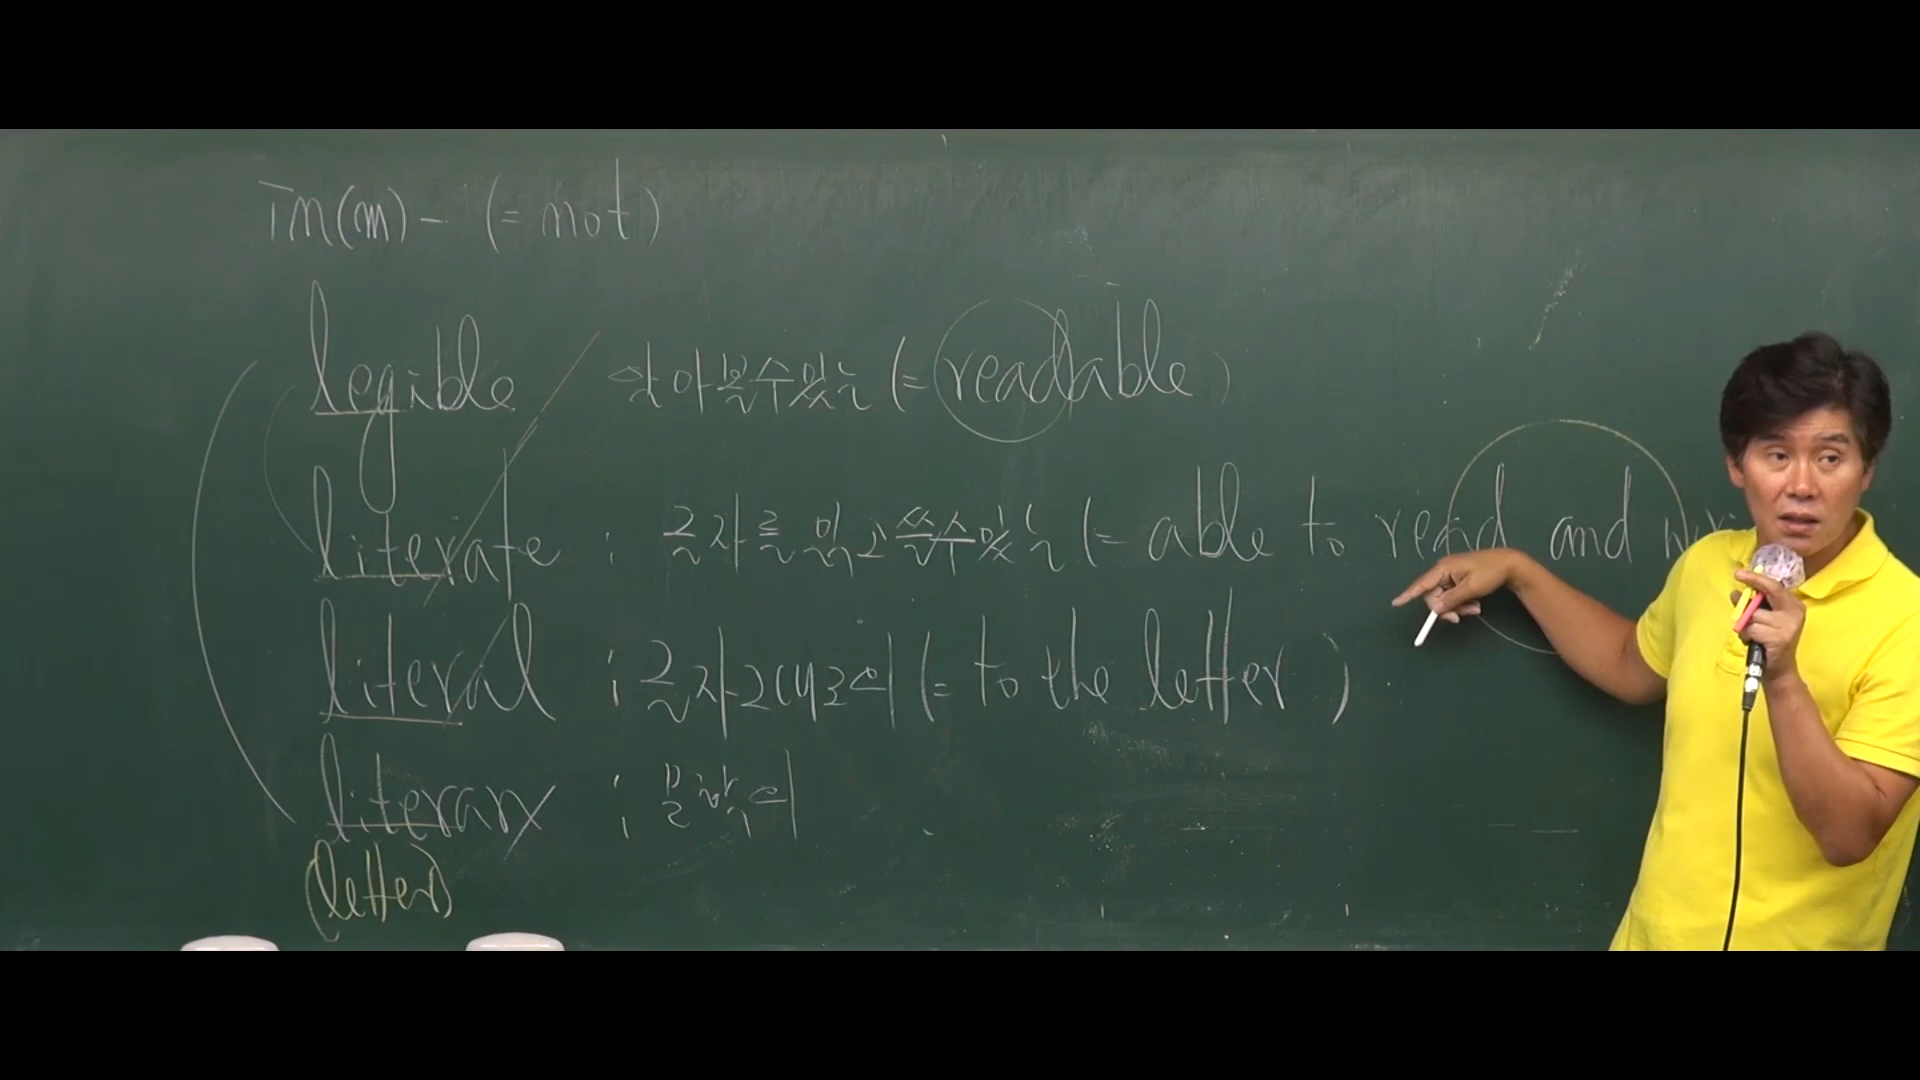 in(m)- (= not)
legible 알아볼수있는 (= readable)
literate : 글자를 읽고 쓸수있는 (= able to read and wri
literal : 글자그대로의 (= to the letter)
literary : 문학의
(letter)